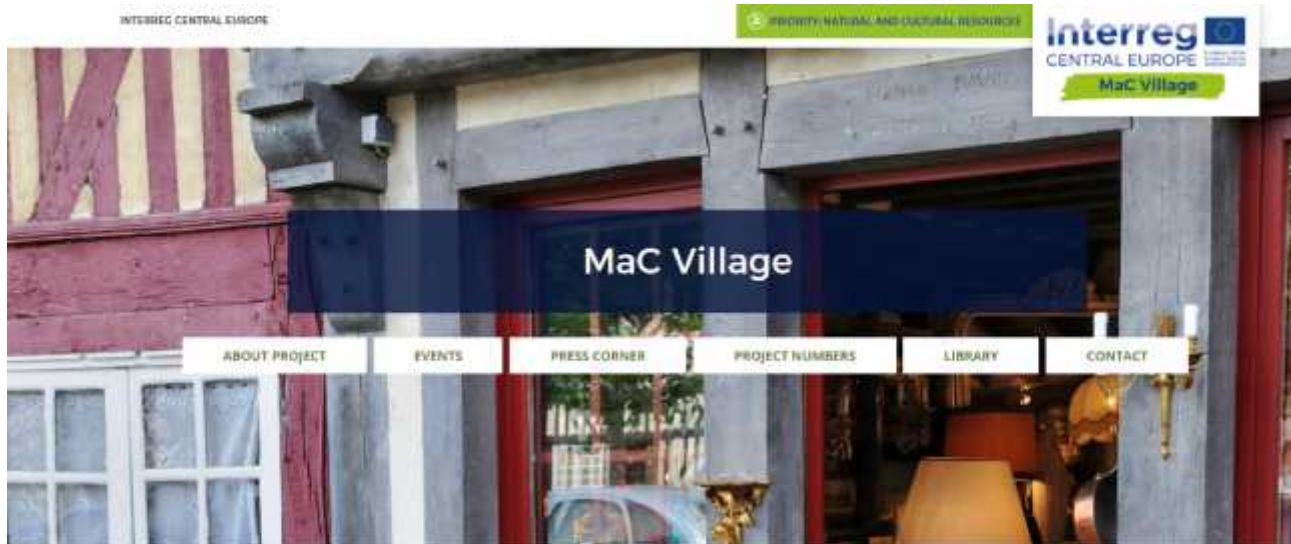 INTERREG CENTRAL EUROPE
PRIORITY: NATURAL AND CULTURAL RESOURCES
Interreg
CENTRAL EUROPE
MaC Village
MaC Village
ABOUT PROJECT
EVENTS
PRESS CORNER
PROJECT NUMBERS
LIBRARY
CONTACT